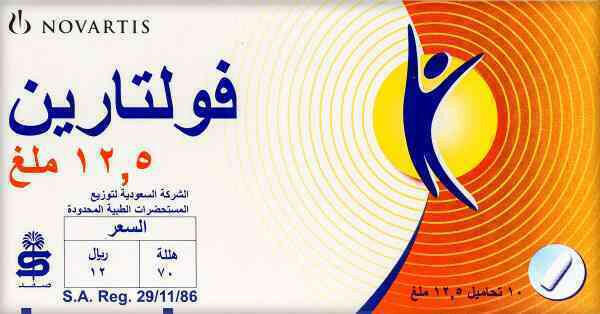 NOVARTIS
فولتارين
١٢,٥ ملغ
الشركة السعودية لتوزيع
المستحضرات الطبية المحدودة
السعر
هللة ريال
٧٠ ١٢
صفد
S.A. Reg. 29/11/86
١٠ تحاميل ١٢,٥ ملغ